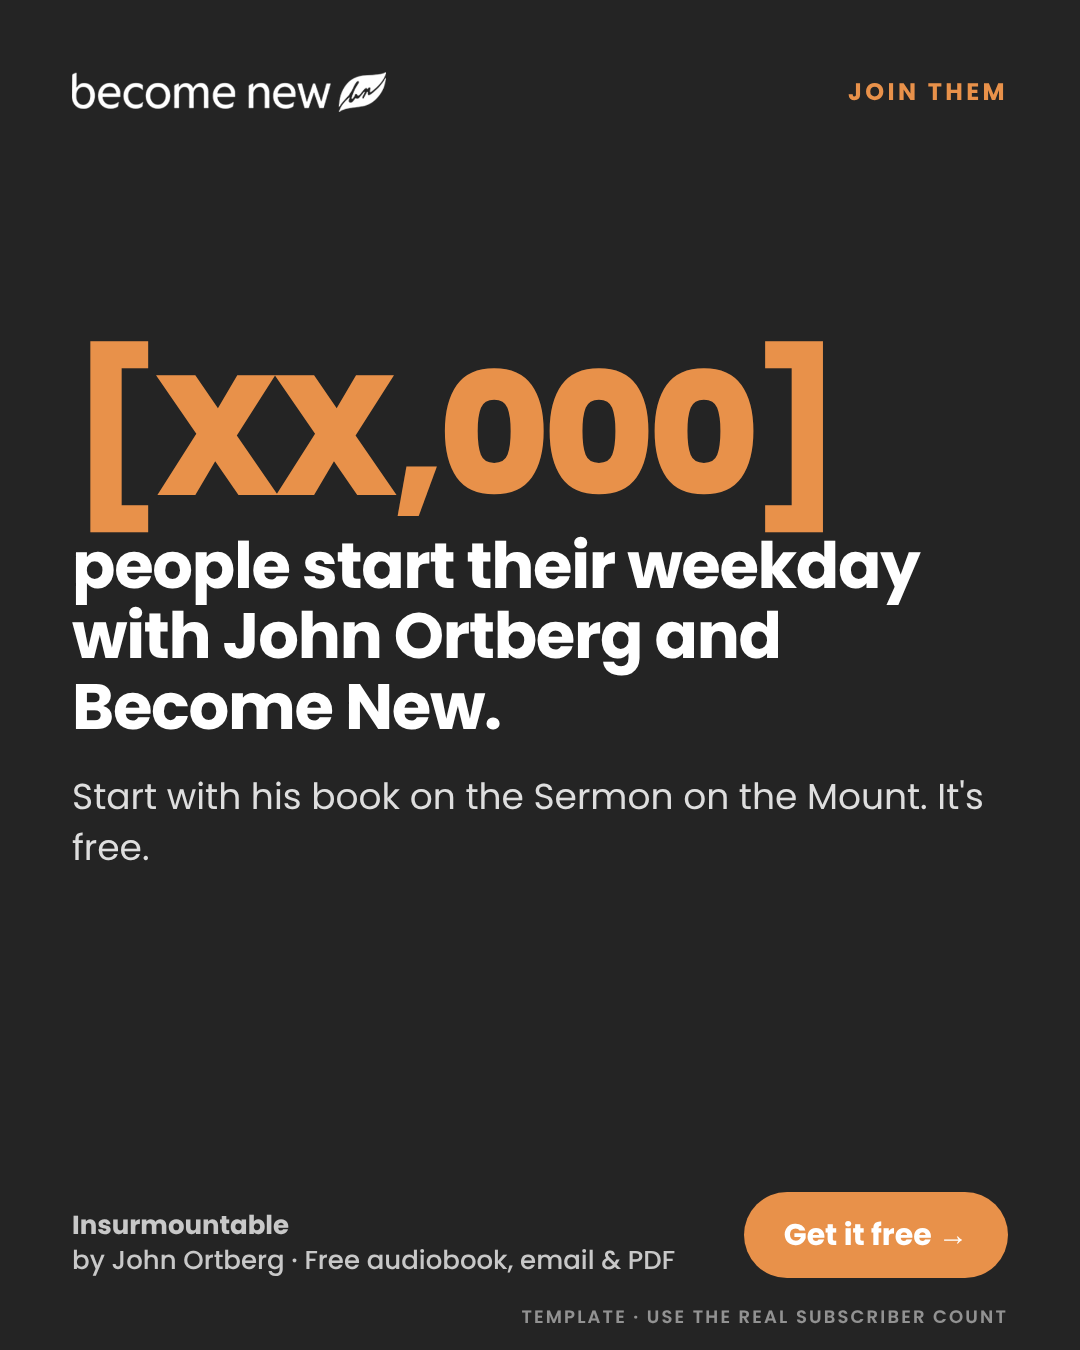 become new
JOIN THEM
[XX,000]
people start their weekday
with John Ortberg and
Become New.
Start with his book on the Sermon on the Mount. It's
free.
Insurmountable
by John Ortberg · Free audiobook, email & PDF
Get it free →
TEMPLATE · USE THE REAL SUBSCRIBER COUNT